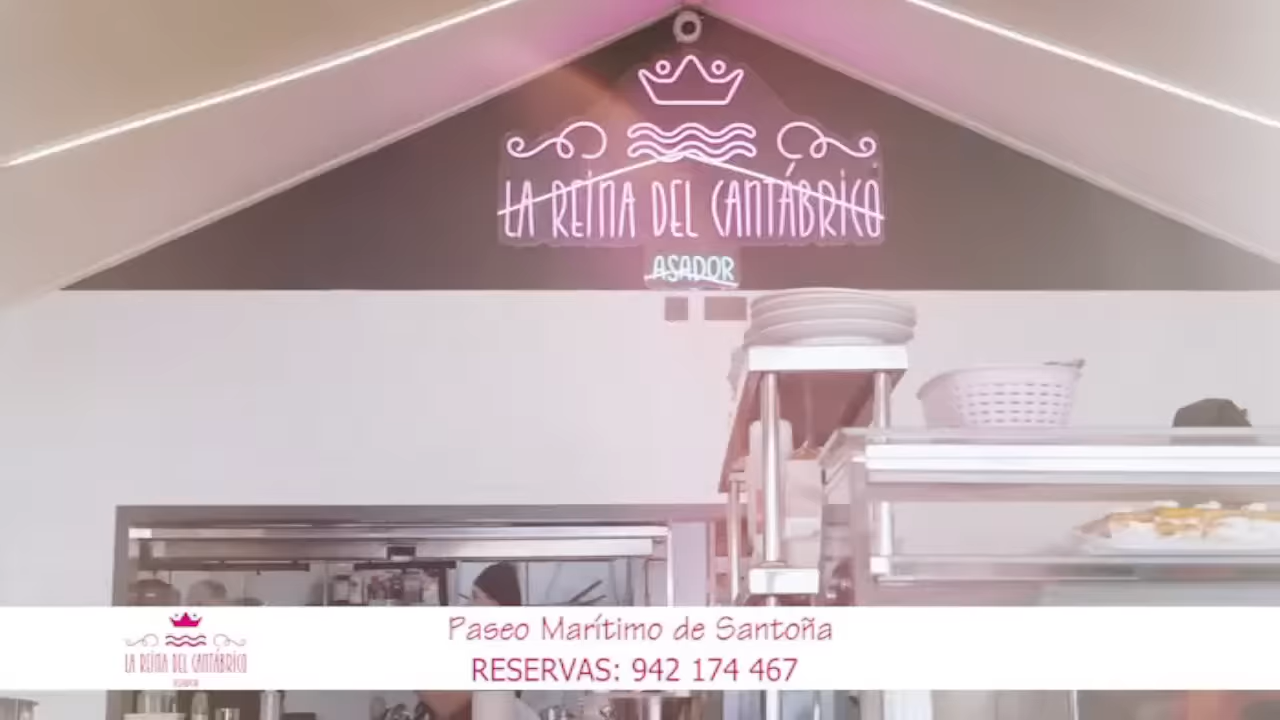 LA REINA DEL CANTÁBRICO
ASADOR
Paseo Marítimo de Santoña
LA REINA DEL CANTÁBRICO
RESERVAS: 942 174 467